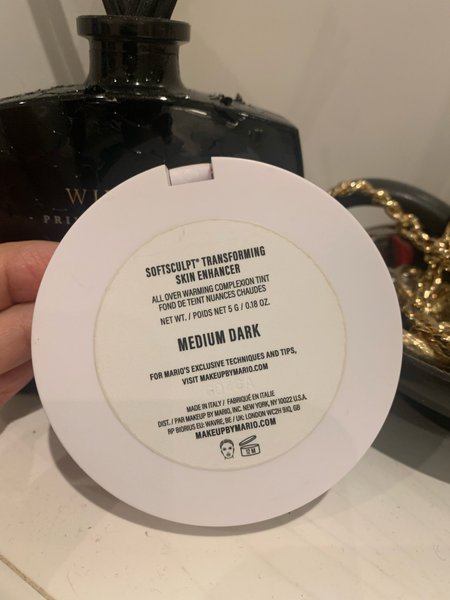 SOFTSCULPT® TRANSFORMING
SKIN ENHANCER
ALL OVER WARMING COMPLEXION TINT
FOND DE TEINT NUANCES CHAUDES
NET WT. / POIDS NET 5 G / 0.18 OZ.
MEDIUM DARK
FOR MARIO'S EXCLUSIVE TECHNIQUES AND TIPS,
VISIT MAKEUPBYMARIO.COM
MADE IN ITALY / FABRIQUÉ EN ITALIE
DIST. / PAR MAKEUP BY MARIO, INC. NEW YORK, NY 10022 U.S.A.
RP BIORIUS EU: WAVRE, BE / UK: LONDON WC2H 9JQ, GB
MAKEUPBYMARIO.COM
12 M